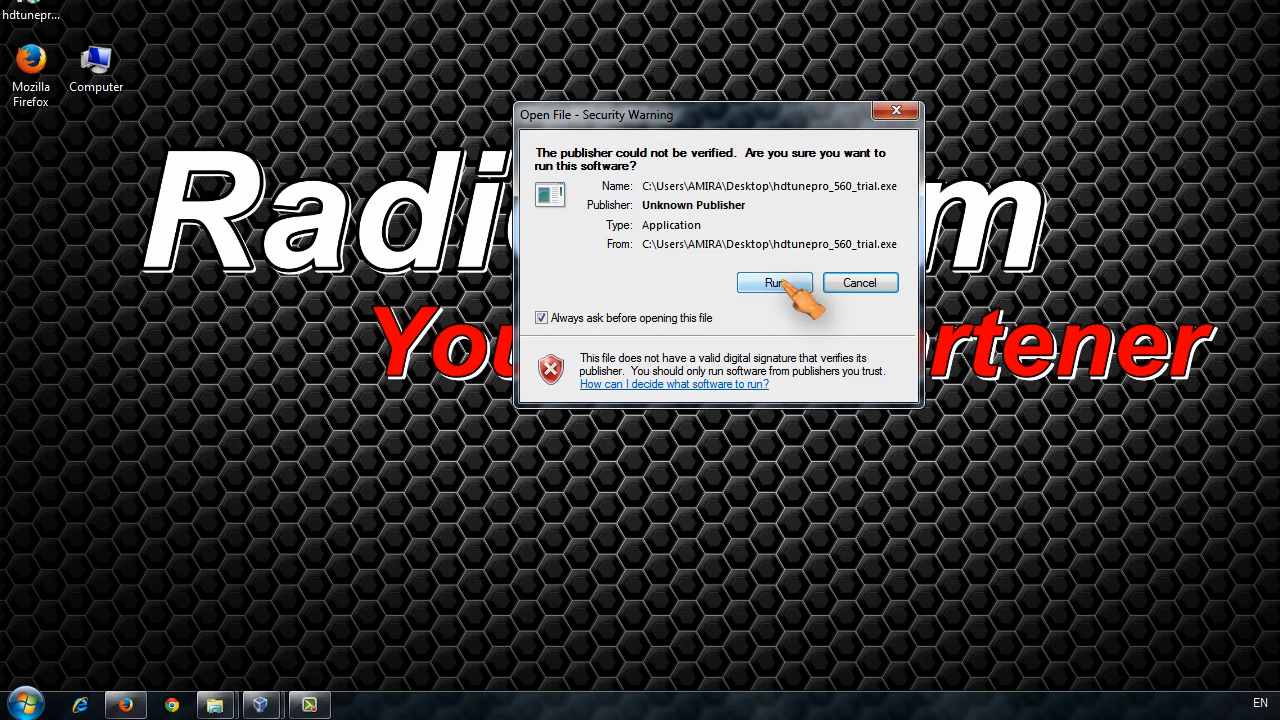 hdtunepr...
Mozilla
Firefox
Computer
Open File - Security Warning
The publisher could not be verified. Are you sure you want to
run this software?
Name: C:\Users\AMIRA\Desktop\hdtunepro_560_trial.exe
Publisher: Unknown Publisher
Type: Application
From: C:\Users\AMIRA\Desktop\hdtunepro_560_trial.exe
Run Cancel
Always ask before opening this file
This file does not have a valid digital signature that verifies its
publisher. You should only run software from publishers you trust.
How can I decide what software to run?
EN